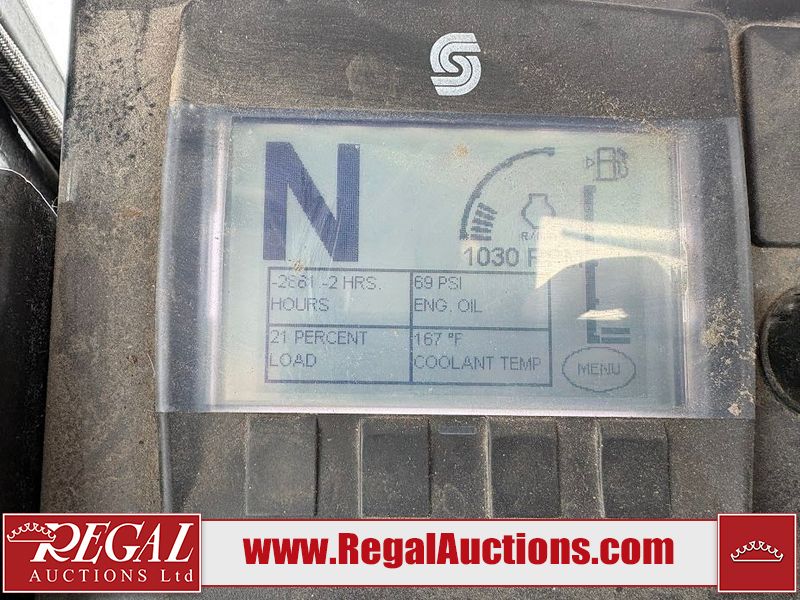 N
1030 RPM
-2861 -2 HRS.
HOURS
69 PSI
ENG. OIL
21 PERCENT
LOAD
167 °F
COOLANT TEMP
MENU
REGAL
AUCTIONS Ltd
www.RegalAuctions.com